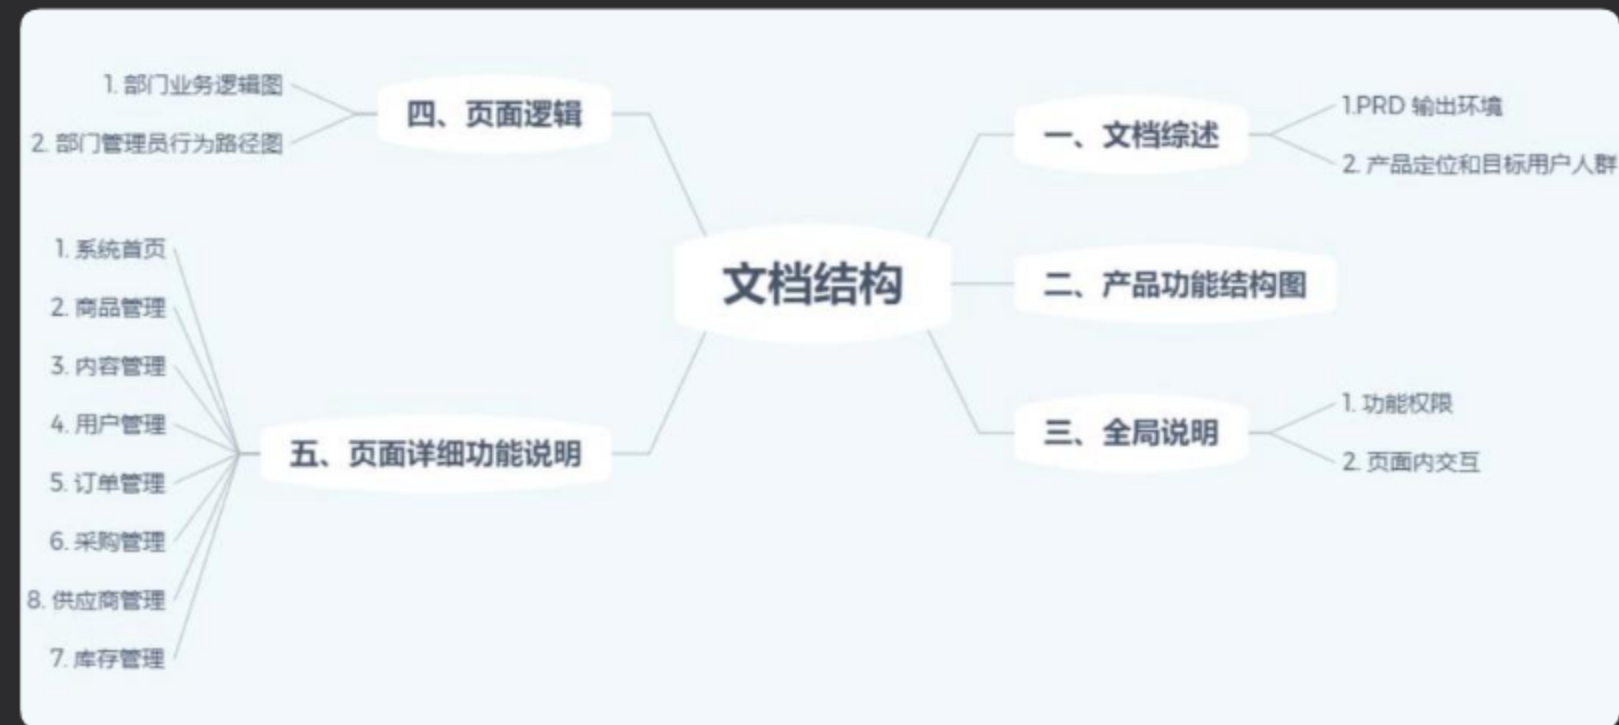 文档结构
一、文档综述
1.PRD 输出环境
2. 产品定位和目标用户人群
二、产品功能结构图
三、全局说明
1. 功能权限
2. 页面内交互
四、页面逻辑
1. 部门业务逻辑图
2. 部门管理员行为路径图
五、页面详细功能说明
1. 系统首页
2. 商品管理
3. 内容管理
4. 用户管理
5. 订单管理
6. 采购管理
8. 供应商管理
7. 库存管理